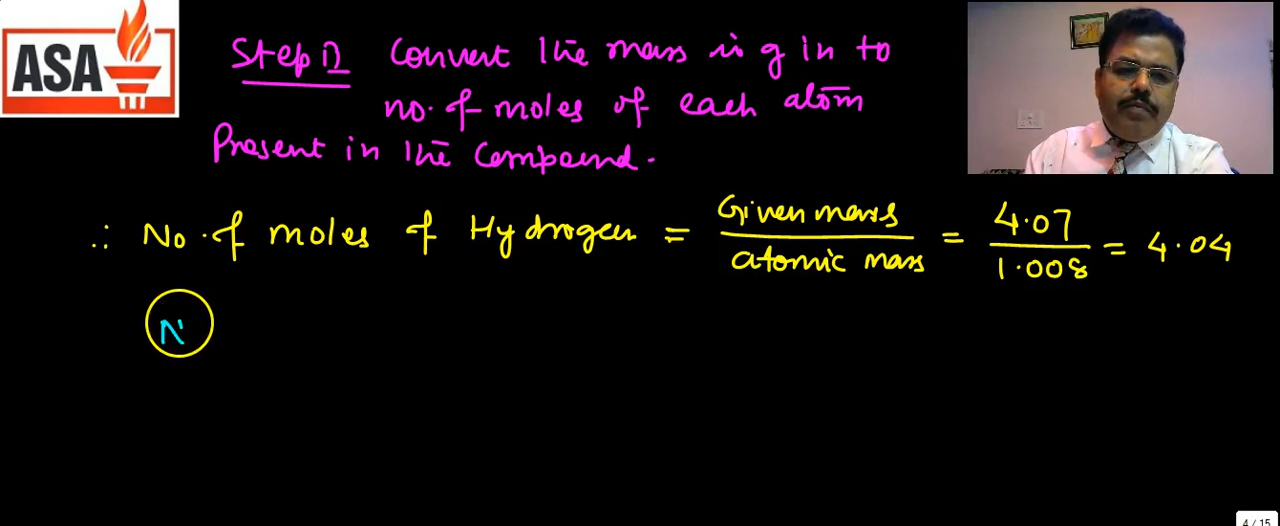 ASA
Step II Convert the mass in g in to
no. of moles of each atom
Present in the Compound.
∴ No. of moles of Hydrogen = Given mass / atomic mass = 4.07 / 1.008 = 4.04
N
4 / 15